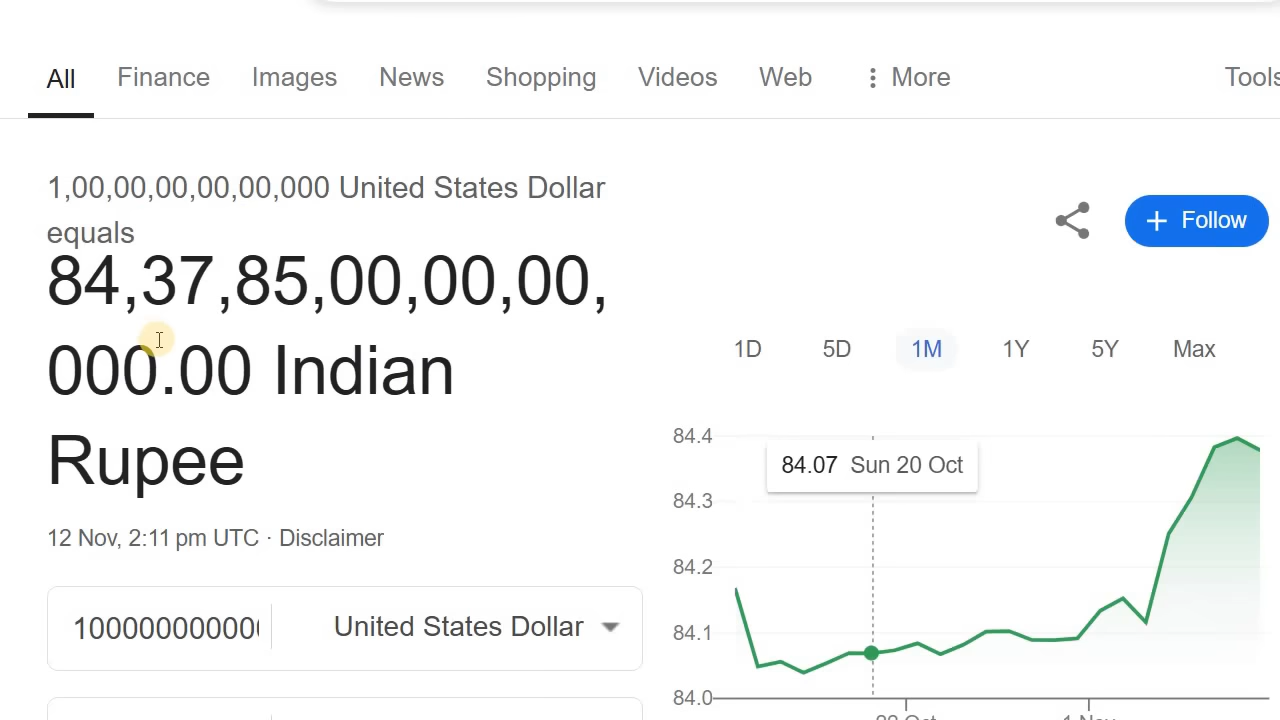 All Finance Images News Shopping Videos Web More Tools
1,00,00,00,00,00,000 United States Dollar
equals
84,37,85,00,00,00,
000.00 Indian
Rupee
12 Nov, 2:11 pm UTC · Disclaimer
100000000000
United States Dollar
+ Follow
1D 5D 1M 1Y 5Y Max
84.07 Sun 20 Oct
84.4
84.3
84.2
84.1
84.0
1 Nov